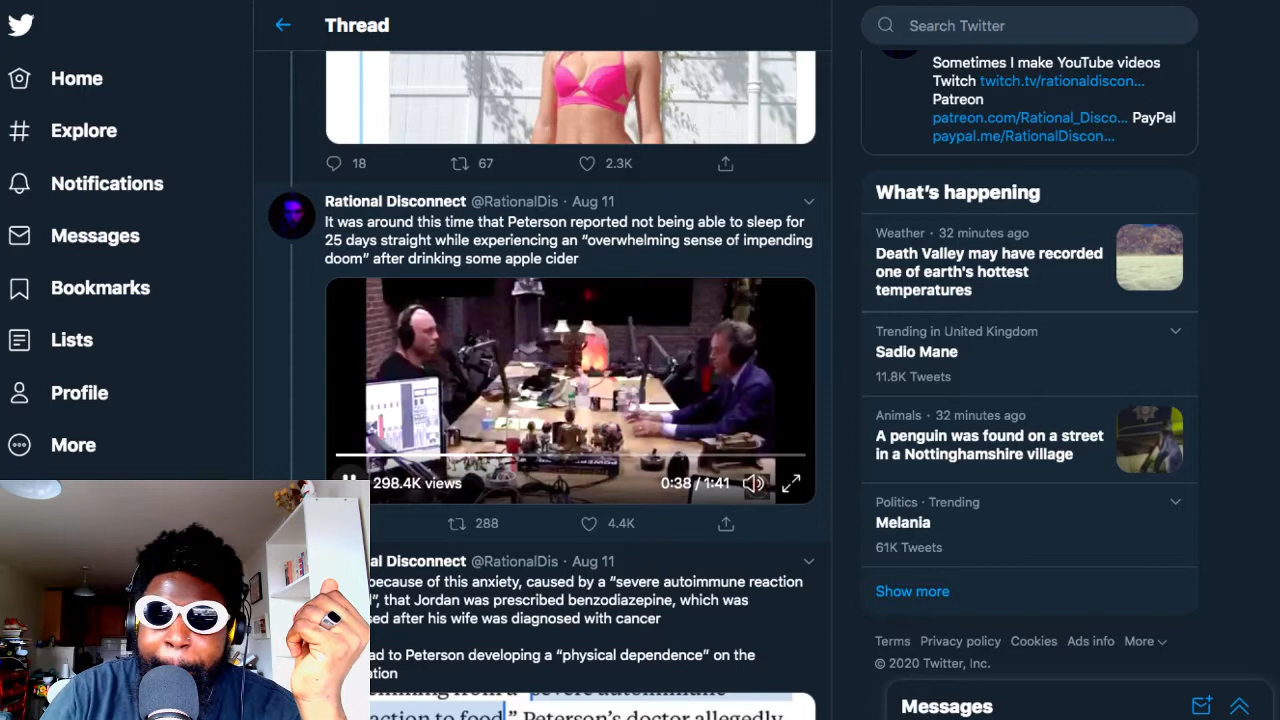 Home
Explore
Notifications
Messages
Bookmarks
Lists
Profile
More
Thread
18
67
2.3K
Rational Disconnect @RationalDis · Aug 11
It was around this time that Peterson reported not being able to sleep for
25 days straight while experiencing an “overwhelming sense of impending
doom” after drinking some apple cider
298.4K views
0:38 / 1:41
288
4.4K
al Disconnect @RationalDis · Aug 11
because of this anxiety, caused by a “severe autoimmune reaction
”, that Jordan was prescribed benzodiazepine, which was
sed after his wife was diagnosed with cancer
ad to Peterson developing a “physical dependence” on the
ation
severe autoimmune
action to food,” Peterson’s doctor allegedly
Search Twitter
Sometimes I make YouTube videos
Twitch twitch.tv/rationaldiscon...
Patreon
patreon.com/Rational_Disco... PayPal
paypal.me/RationalDiscon...
What’s happening
Weather · 32 minutes ago
Death Valley may have recorded
one of earth's hottest
temperatures
Trending in United Kingdom
Sadio Mane
11.8K Tweets
Animals · 32 minutes ago
A penguin was found on a street
in a Nottinghamshire village
Politics · Trending
Melania
61K Tweets
Show more
Terms Privacy policy Cookies Ads info More
© 2020 Twitter, Inc.
Messages